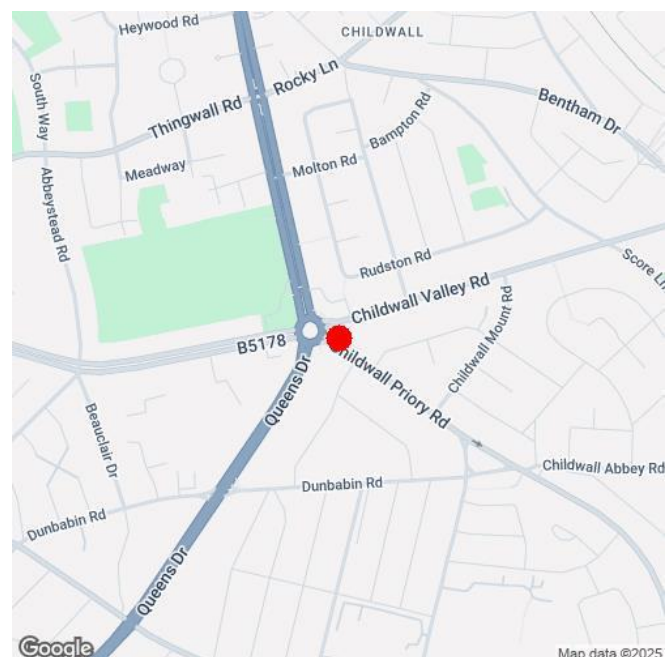 Heywood Rd
CHILDWALL
South Way
Rocky Ln
Thingwall Rd
Bentham Dr
Bampton Rd
Meadway
Molton Rd
Abbeystead Rd
Rudston Rd
Score Ln
Childwall Valley Rd
B5178
Childwall Mount Rd
hildwall Priory Rd
Queens Dr
Beauclair Dr
Childwall Abbey Rd
Dunbabin Rd
Dunbabin Rd
Queens Dr
Google
Map data ©2025